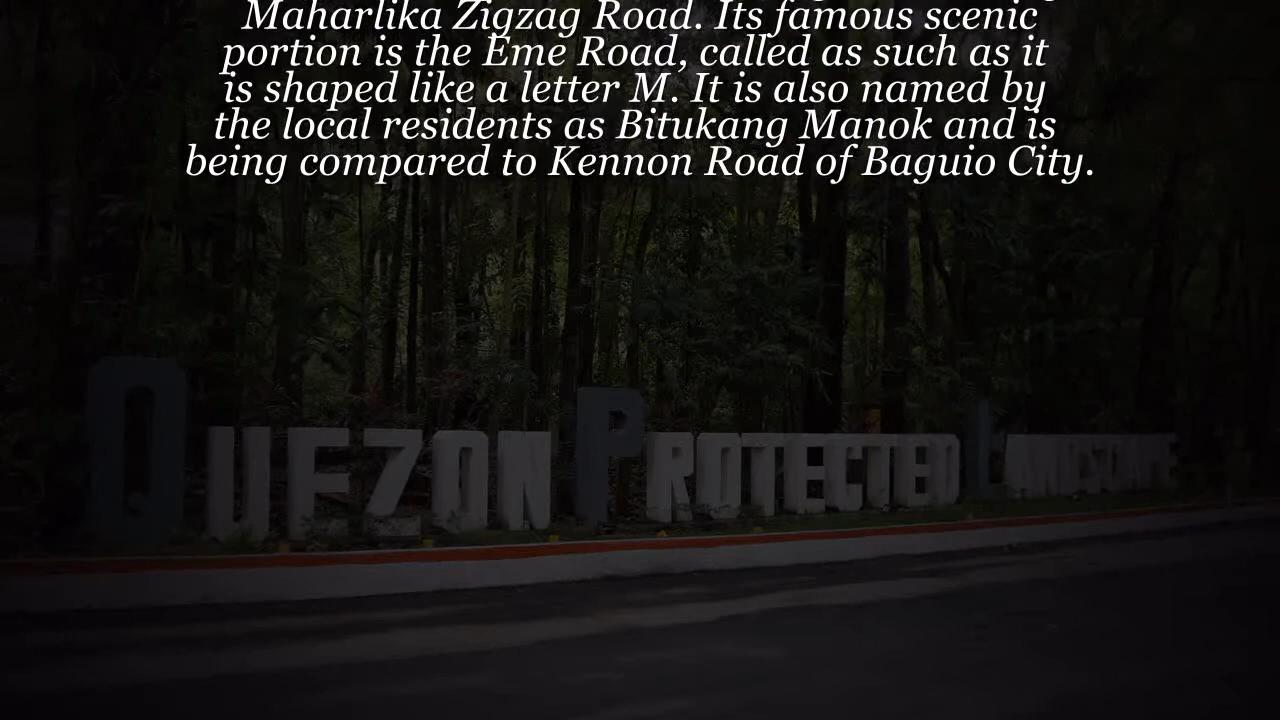 Maharlika Zigzag Road. Its famous scenic
portion is the Eme Road, called as such as it
is shaped like a letter M. It is also named by
the local residents as Bitukang Manok and is
being compared to Kennon Road of Baguio City.
QUEZON PROTECTED LANDSCAPE